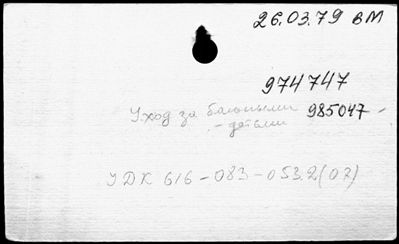 26.03.79 ВМ
974747
Уход за больными 985047
- детьми
УДК 616-083-053.2(07)